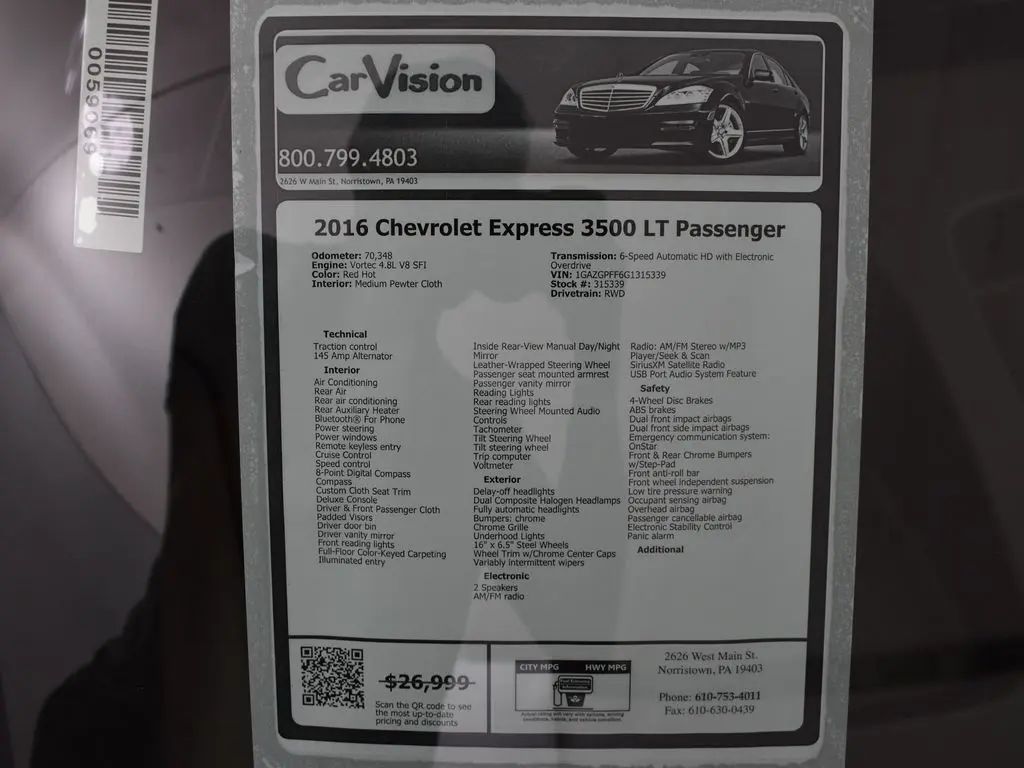 0059069
CarVision
800.799.4803
2626 W Main St, Norristown, PA 19403
2016 Chevrolet Express 3500 LT Passenger
Odometer: 70,348
Engine: Vortec 4.8L V8 SFI
Color: Red Hot
Interior: Medium Pewter Cloth
Transmission: 6-Speed Automatic HD with Electronic
Overdrive
VIN: 1GAZGPFF6G1315339
Stock #: 315339
Drivetrain: RWD
Technical
Traction control
145 Amp Alternator
Interior
Air Conditioning
Rear Air
Rear air conditioning
Rear Auxiliary Heater
Bluetooth® For Phone
Power steering
Power windows
Remote keyless entry
Cruise Control
Speed control
8-Point Digital Compass
Compass
Custom Cloth Seat Trim
Deluxe Console
Driver & Front Passenger Cloth
Padded Visors
Driver door bin
Driver vanity mirror
Front reading lights
Full-Floor Color-Keyed Carpeting
Illuminated entry
Inside Rear-View Manual Day/Night
Mirror
Leather-Wrapped Steering Wheel
Passenger seat mounted armrest
Passenger vanity mirror
Reading Lights
Rear reading lights
Steering Wheel Mounted Audio
Controls
Tachometer
Tilt Steering Wheel
Tilt steering wheel
Trip computer
Voltmeter
Exterior
Delay-off headlights
Dual Composite Halogen Headlamps
Fully automatic headlights
Bumpers: chrome
Chrome Grille
Underhood Lights
16" x 6.5" Steel Wheels
Wheel Trim w/Chrome Center Caps
Variably intermittent wipers
Electronic
2 Speakers
AM/FM radio
Radio: AM/FM Stereo w/MP3
Player/Seek & Scan
SiriusXM Satellite Radio
USB Port Audio System Feature
Safety
4-Wheel Disc Brakes
ABS brakes
Dual front impact airbags
Dual front side impact airbags
Emergency communication system:
OnStar
Front & Rear Chrome Bumpers
w/Step-Pad
Front anti-roll bar
Front wheel independent suspension
Low tire pressure warning
Occupant sensing airbag
Overhead airbag
Passenger cancellable airbag
Electronic Stability Control
Panic alarm
Additional
$26,999
Scan the QR code to see
the most up-to-date
pricing and discounts
CITY MPG HWY MPG
Actual rating will vary with options, driving
conditions, habits, and vehicle condition.
2626 West Main St.
Norristown, PA 19403
Phone: 610-753-4011
Fax: 610-630-0439